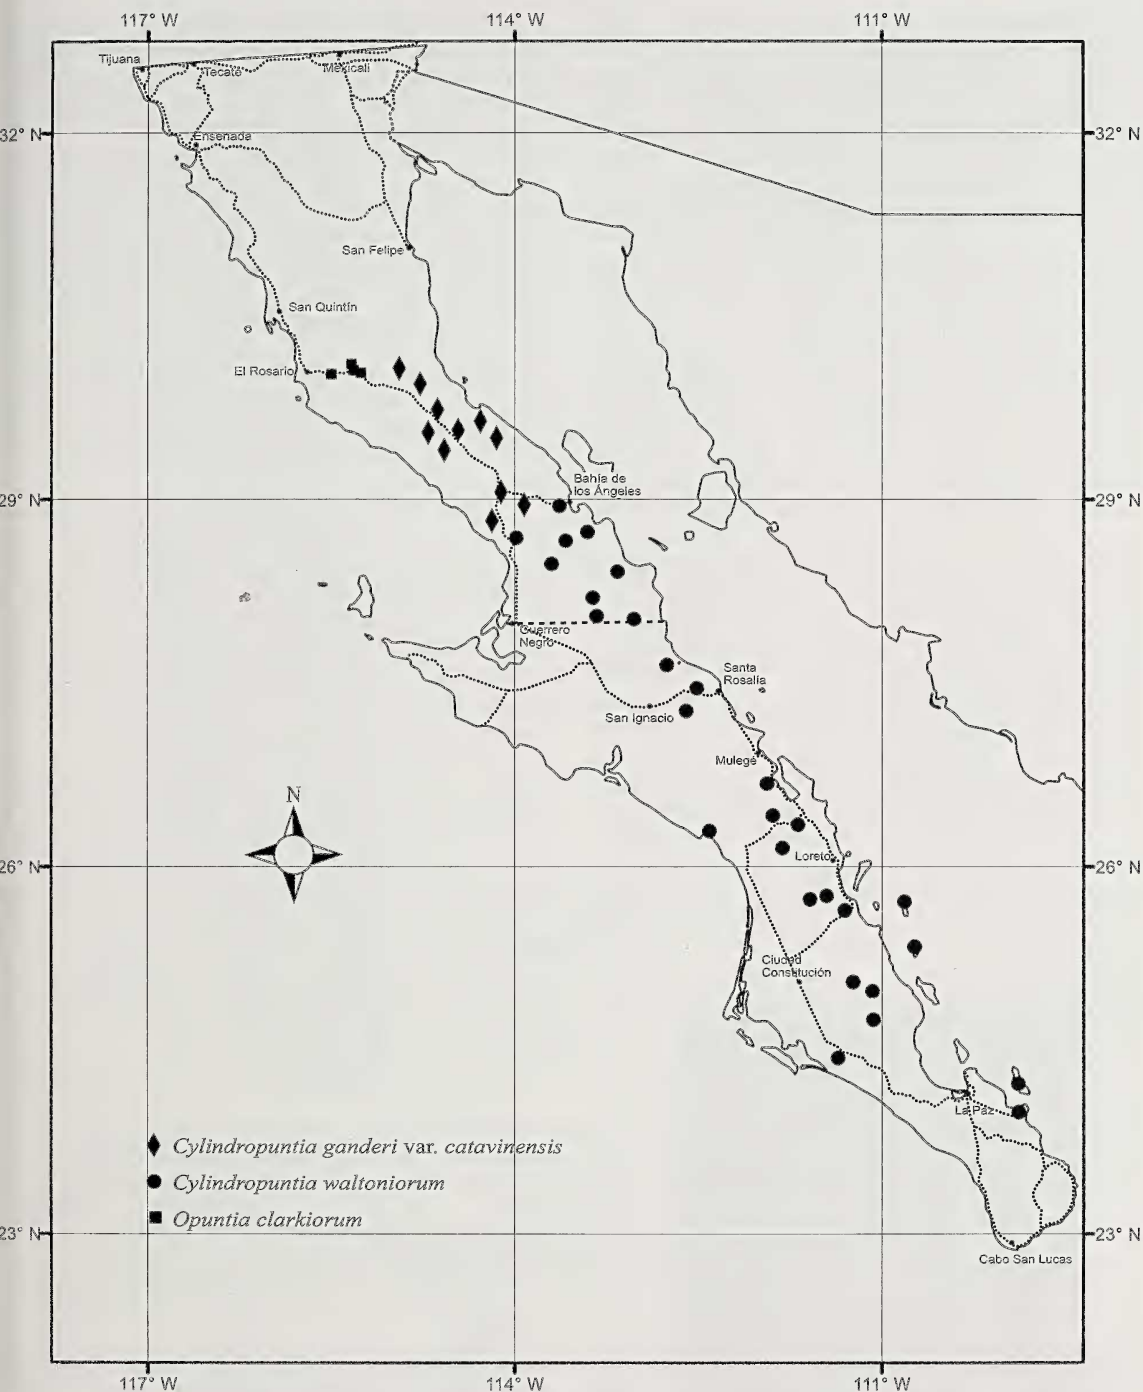 117° W
114° W
111° W
Tijuana
Tecate
Mexicali
32° N
32° N
Ensenada
San Felipe
San Quintín
El Rosario
Bahía de
los Ángeles
29° N
29° N
Guerrero
Negro
Santa
Rosalía
San Ignacio
Mulegé
N
26° N
26° N
Loreto
Ciudad
Constitución
La Paz
Cylindropuntia ganderi var. catavinensis
Cylindropuntia waltoniorum
Opuntia clarkiorum
23° N
23° N
Cabo San Lucas
117° W
114° W
111° W